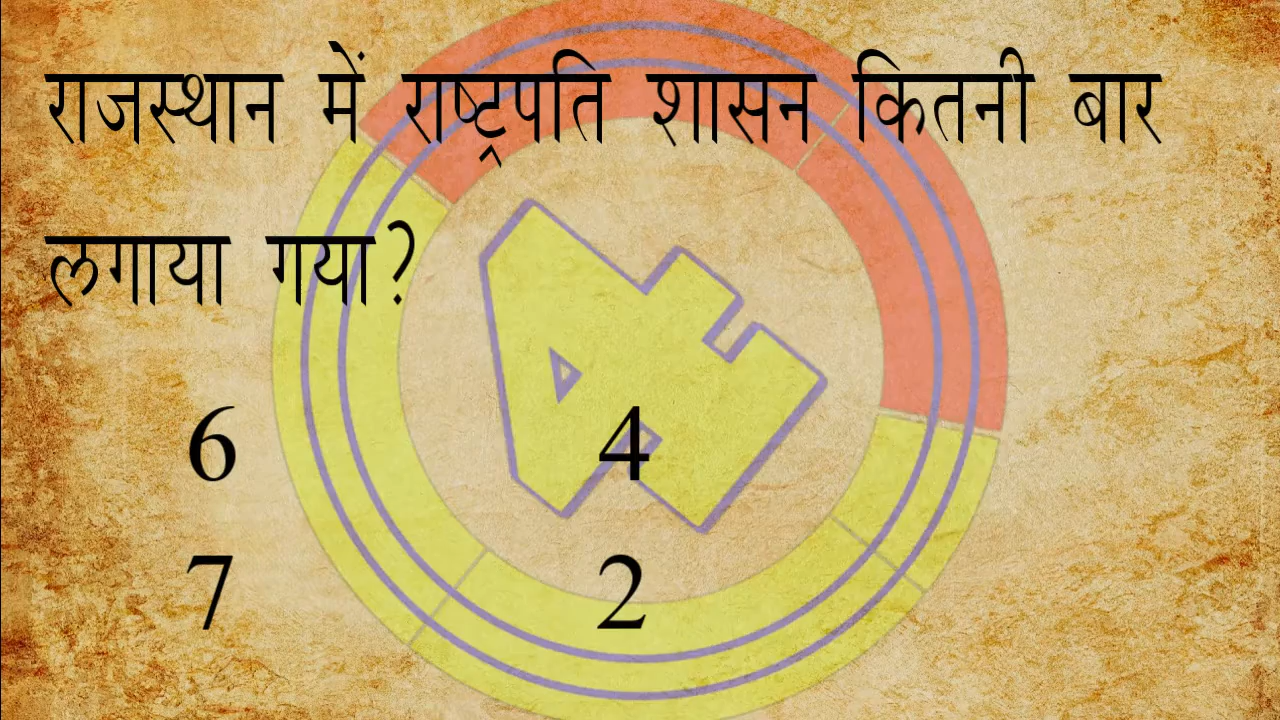 राजस्थान में राष्ट्रपति शासन कितनी बार
लगाया गया?
6 4
7 2